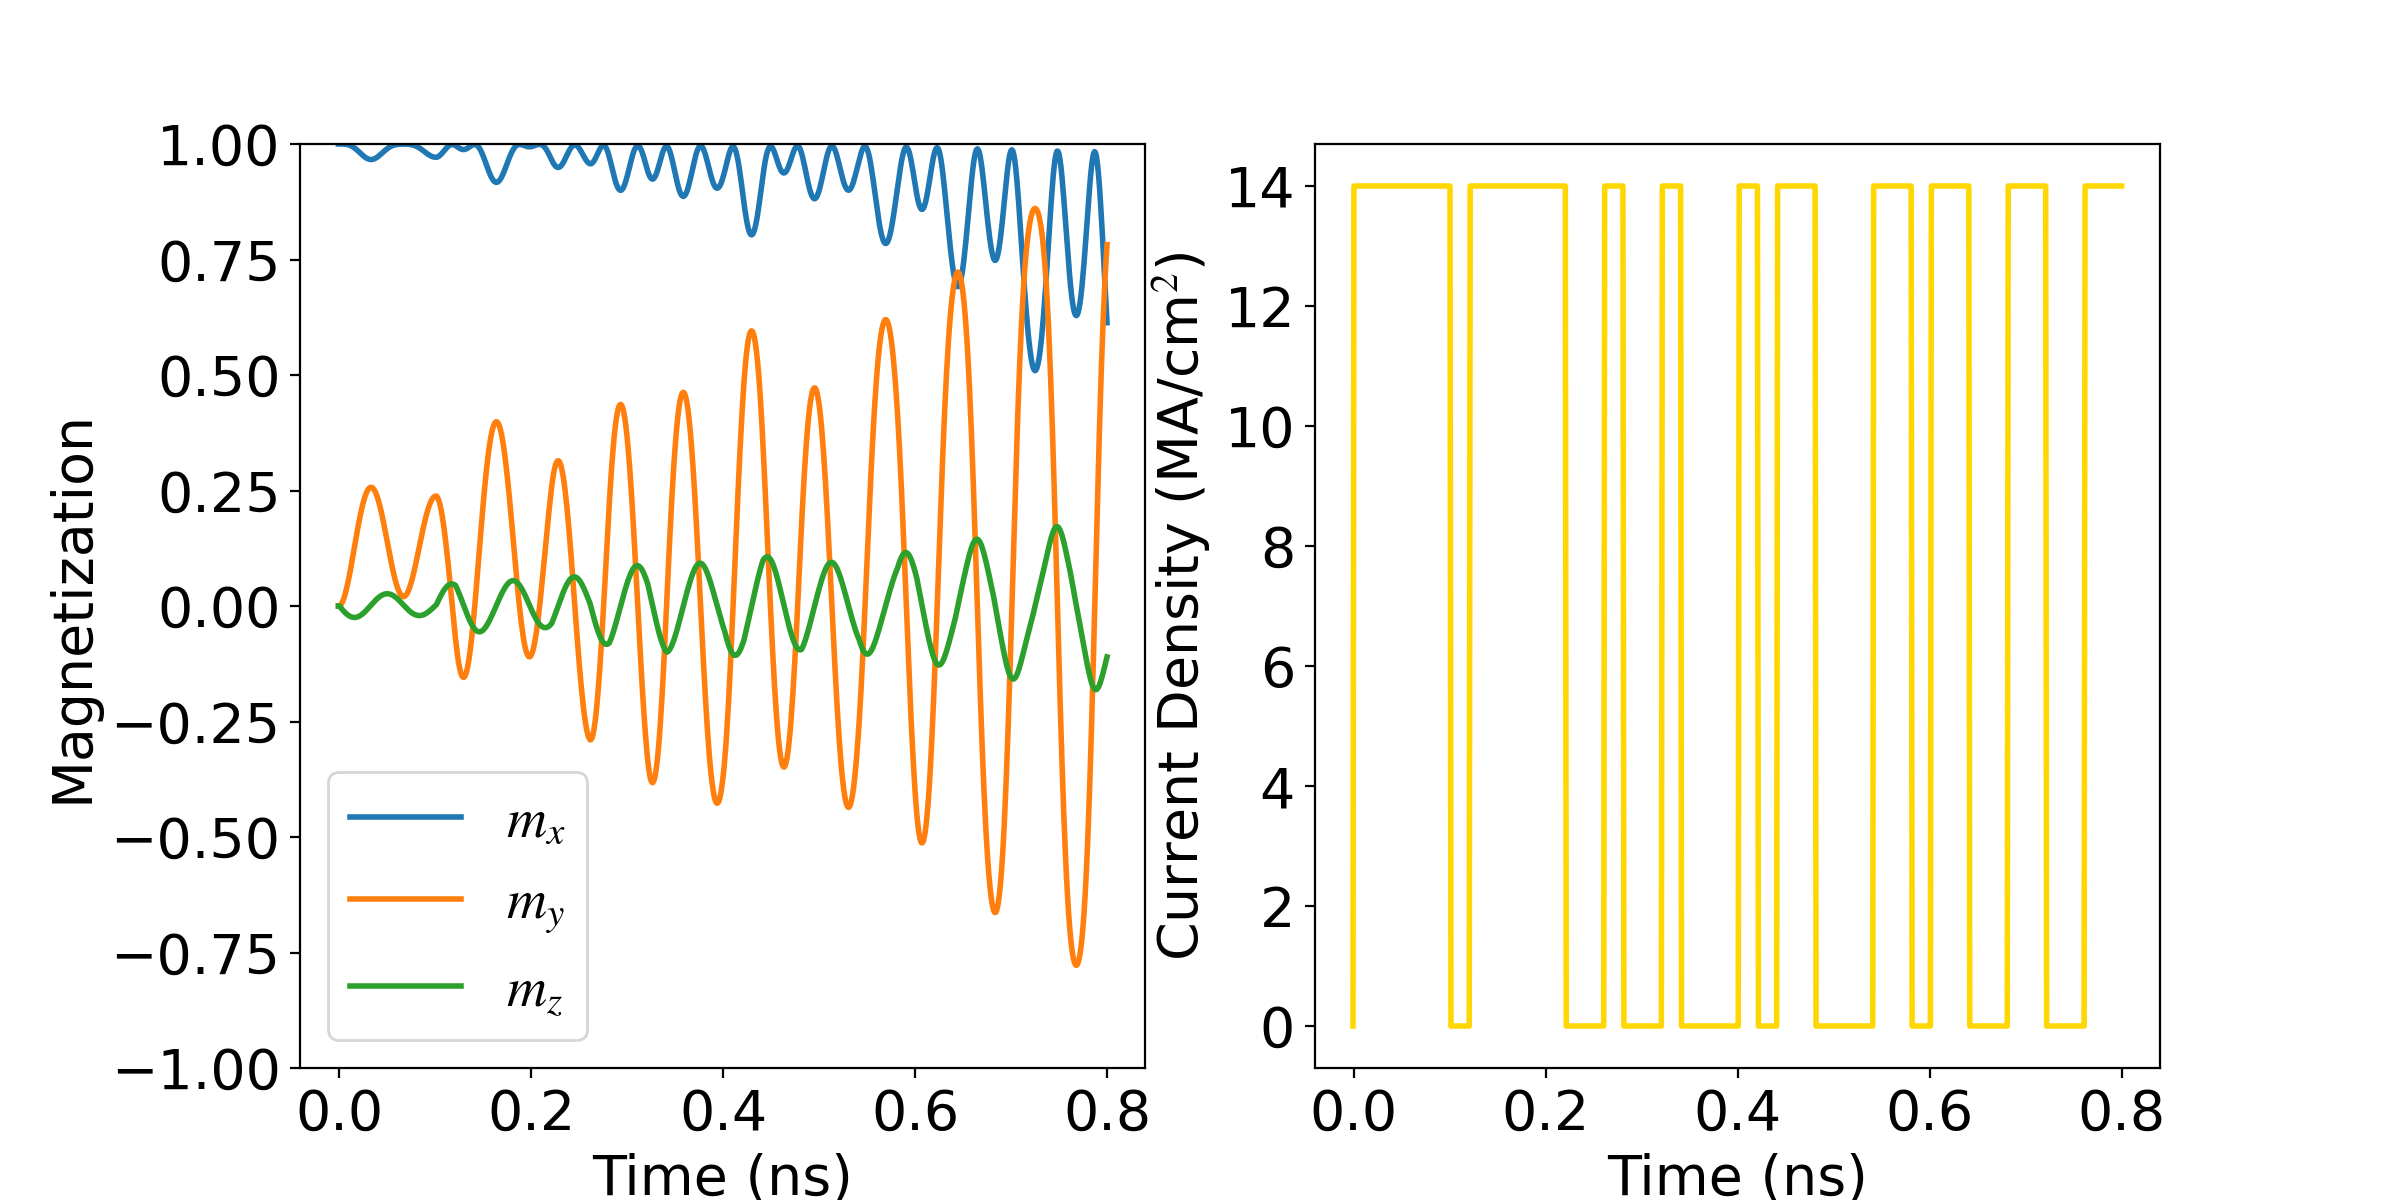 1.00
0.75
0.50
0.25
0.00
−0.25
−0.50
−0.75
−1.00
Magnetization
m_x
m_y
m_z
0.0 0.2 0.4 0.6 0.8
Time (ns)
14
12
10
8
6
4
2
0
Current Density (MA/cm²)
0.0 0.2 0.4 0.6 0.8
Time (ns)